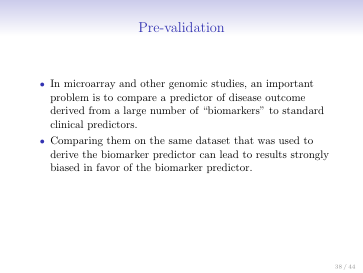 Pre-validation
• In microarray and other genomic studies, an important
problem is to compare a predictor of disease outcome
derived from a large number of “biomarkers” to standard
clinical predictors.
• Comparing them on the same dataset that was used to
derive the biomarker predictor can lead to results strongly
biased in favor of the biomarker predictor.
38 / 44